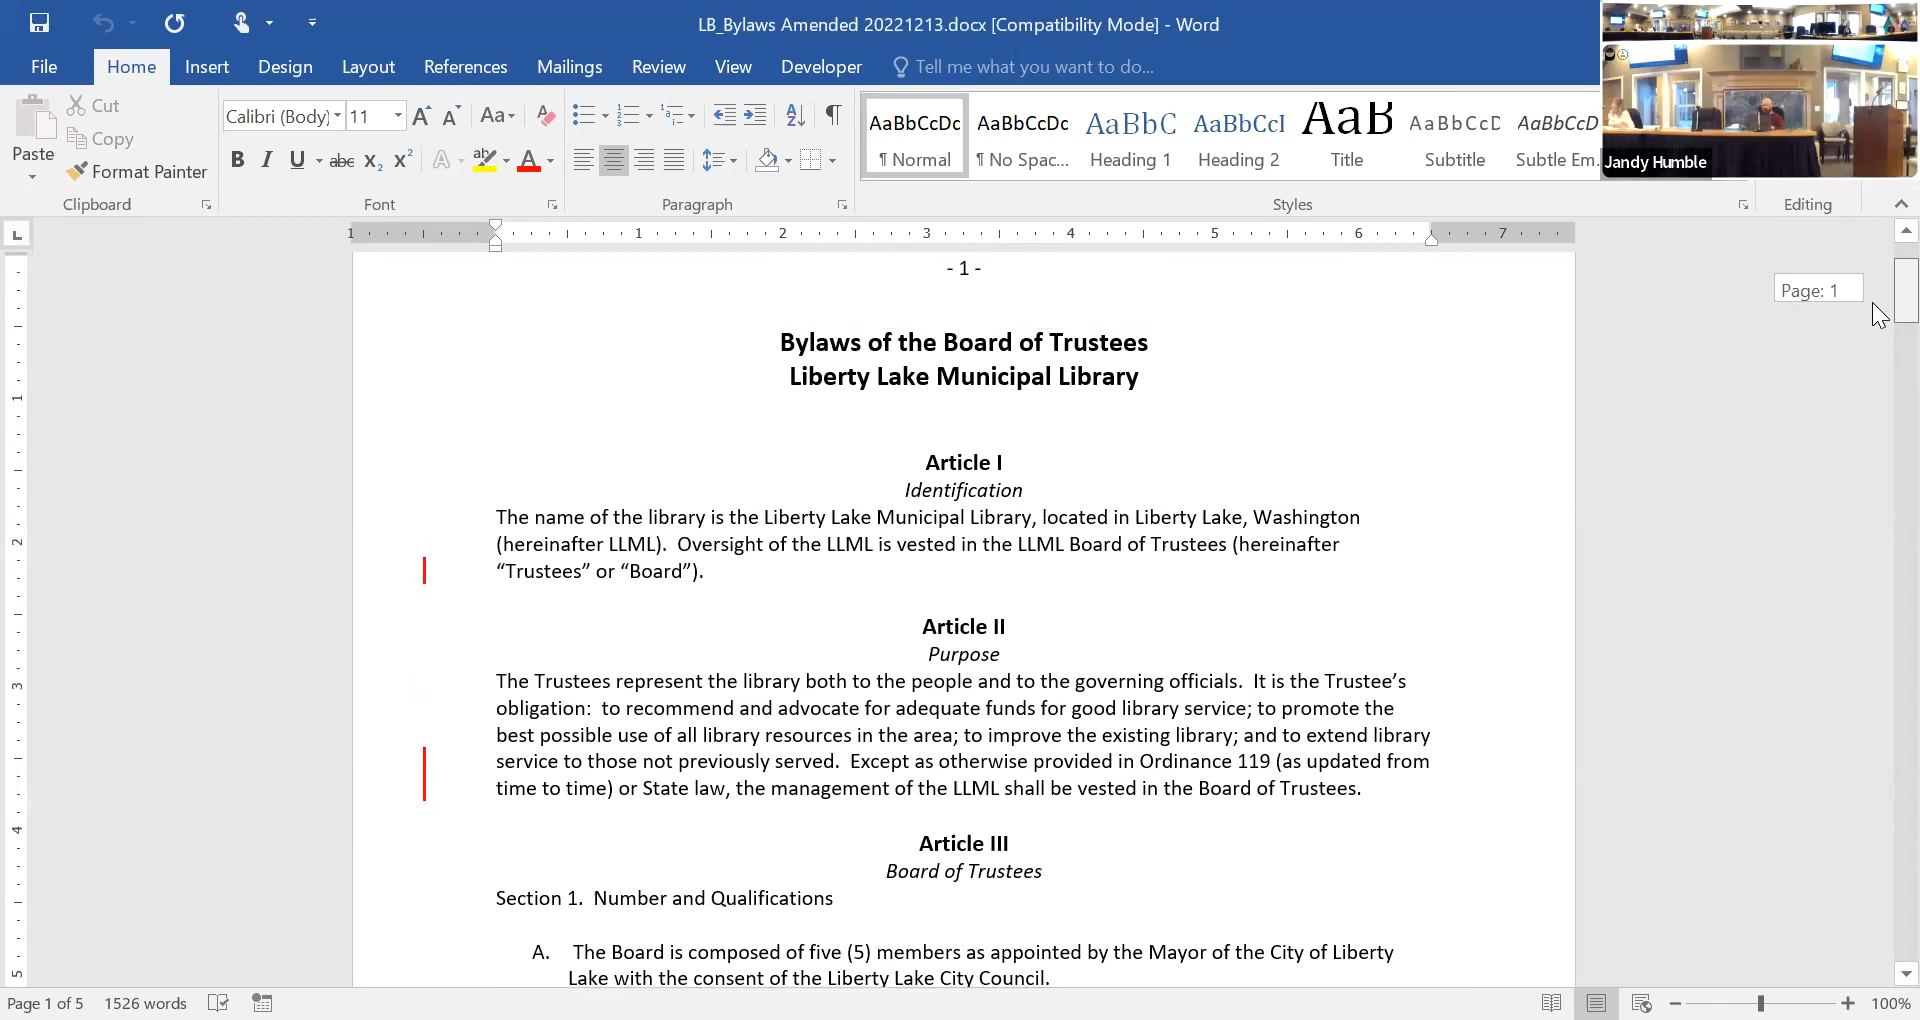 LB_Bylaws Amended 20221213.docx [Compatibility Mode] - Word
File Home Insert Design Layout References Mailings Review View Developer Tell me what you want to do...
Paste
Cut
Copy
Format Painter
Clipboard
Calibri (Body) 11
Font
Paragraph
AaBbCcDc AaBbCcDc AaBbC AaBbCcI AaB AaBbCcD AaBbCcD
¶ Normal ¶ No Spac... Heading 1 Heading 2 Title Subtitle Subtle Em...
Styles
Editing
Jandy Humble
1 1 2 3 4 5 6 7
- 1 -
Page: 1
Bylaws of the Board of Trustees
Liberty Lake Municipal Library
Article I
Identification
The name of the library is the Liberty Lake Municipal Library, located in Liberty Lake, Washington
(hereinafter LLML).  Oversight of the LLML is vested in the LLML Board of Trustees (hereinafter
“Trustees” or “Board”).
Article II
Purpose
The Trustees represent the library both to the people and to the governing officials.  It is the Trustee’s
obligation:  to recommend and advocate for adequate funds for good library service; to promote the
best possible use of all library resources in the area; to improve the existing library; and to extend library
service to those not previously served.  Except as otherwise provided in Ordinance 119 (as updated from
time to time) or State law, the management of the LLML shall be vested in the Board of Trustees.
Article III
Board of Trustees
Section 1.  Number and Qualifications
A.  The Board is composed of five (5) members as appointed by the Mayor of the City of Liberty
Lake with the consent of the Liberty Lake City Council.
Page 1 of 5 1526 words 100%